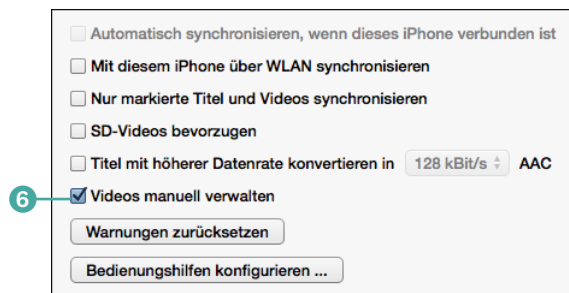 Automatisch synchronisieren, wenn dieses iPhone verbunden ist
Mit diesem iPhone über WLAN synchronisieren
Nur markierte Titel und Videos synchronisieren
SD-Videos bevorzugen
Titel mit höherer Datenrate konvertieren in 128 kBit/s AAC
6 Videos manuell verwalten
Warnungen zurücksetzen
Bedienungshilfen konfigurieren ...